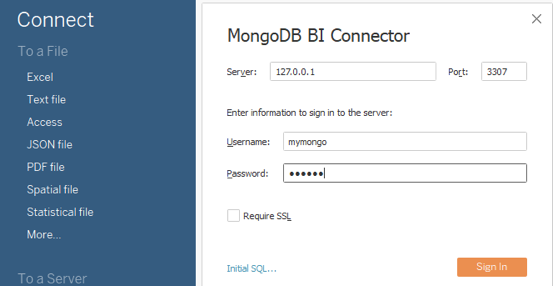 Connect
To a File
Excel
Text file
Access
JSON file
PDF file
Spatial file
Statistical file
More...
To a Server
MongoDB BI Connector
Server: 127.0.0.1 Port: 3307
Enter information to sign in to the server:
Username: mymongo
Password: ••••••
Require SSL
Initial SQL... Sign In